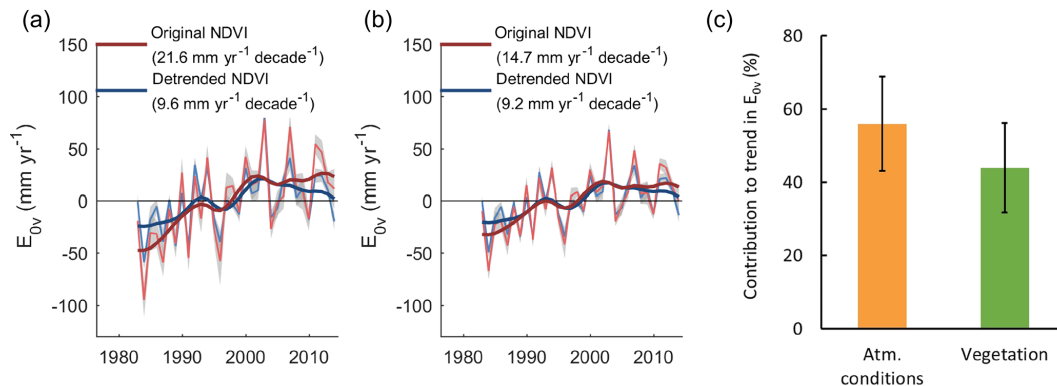 (a)
Original NDVI
(21.6 mm yr⁻¹ decade⁻¹)
Detrended NDVI
(9.6 mm yr⁻¹ decade⁻¹)
150
100
50
0
-50
-100
E₀ᵥ (mm yr⁻¹)
1980
1990
2000
2010
(b)
Original NDVI
(14.7 mm yr⁻¹ decade⁻¹)
Detrended NDVI
(9.2 mm yr⁻¹ decade⁻¹)
150
100
50
0
-50
-100
E₀ᵥ (mm yr⁻¹)
1980
1990
2000
2010
(c)
80
60
40
20
0
Contribution to trend in E₀ᵥ (%)
Atm.
conditions
Vegetation